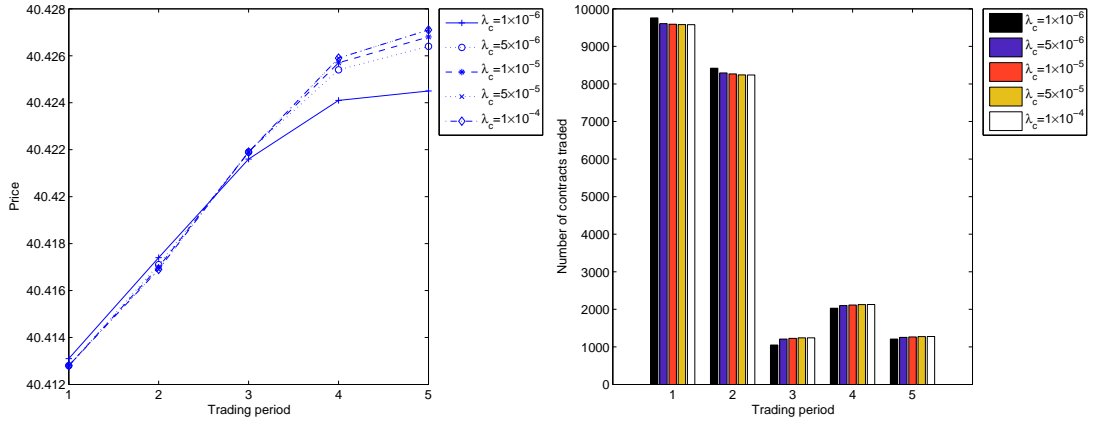 40.428
40.426
40.424
40.422
40.42
40.418
40.416
40.414
40.412
Price
1 2 3 4 5
Trading period
λc=1×10−6
λc=5×10−6
λc=1×10−5
λc=5×10−5
λc=1×10−4
10000
9000
8000
7000
6000
5000
4000
3000
2000
1000
0
Number of contracts traded
1 2 3 4 5
Trading period
λc=1×10−6
λc=5×10−6
λc=1×10−5
λc=5×10−5
λc=1×10−4